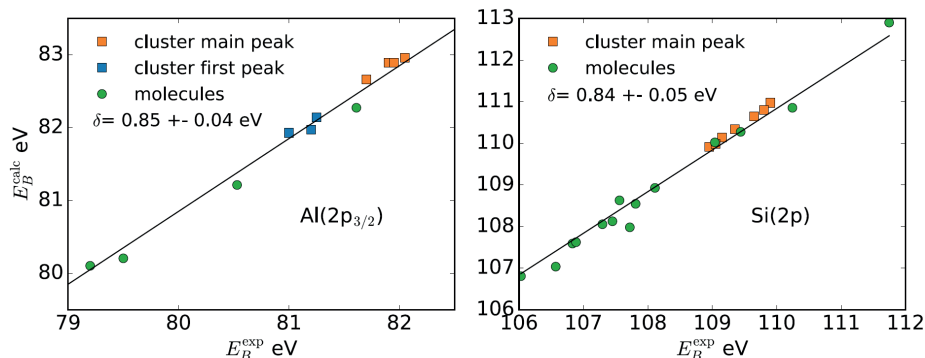 83
82
81
80
E_B^calc eV
cluster main peak
cluster first peak
molecules
δ= 0.85 +- 0.04 eV
Al(2p3/2)
79
80
81
82
E_B^exp eV
113
112
111
110
109
108
107
106
cluster main peak
molecules
δ= 0.84 +- 0.05 eV
Si(2p)
106
107
108
109
110
111
112
E_B^exp eV